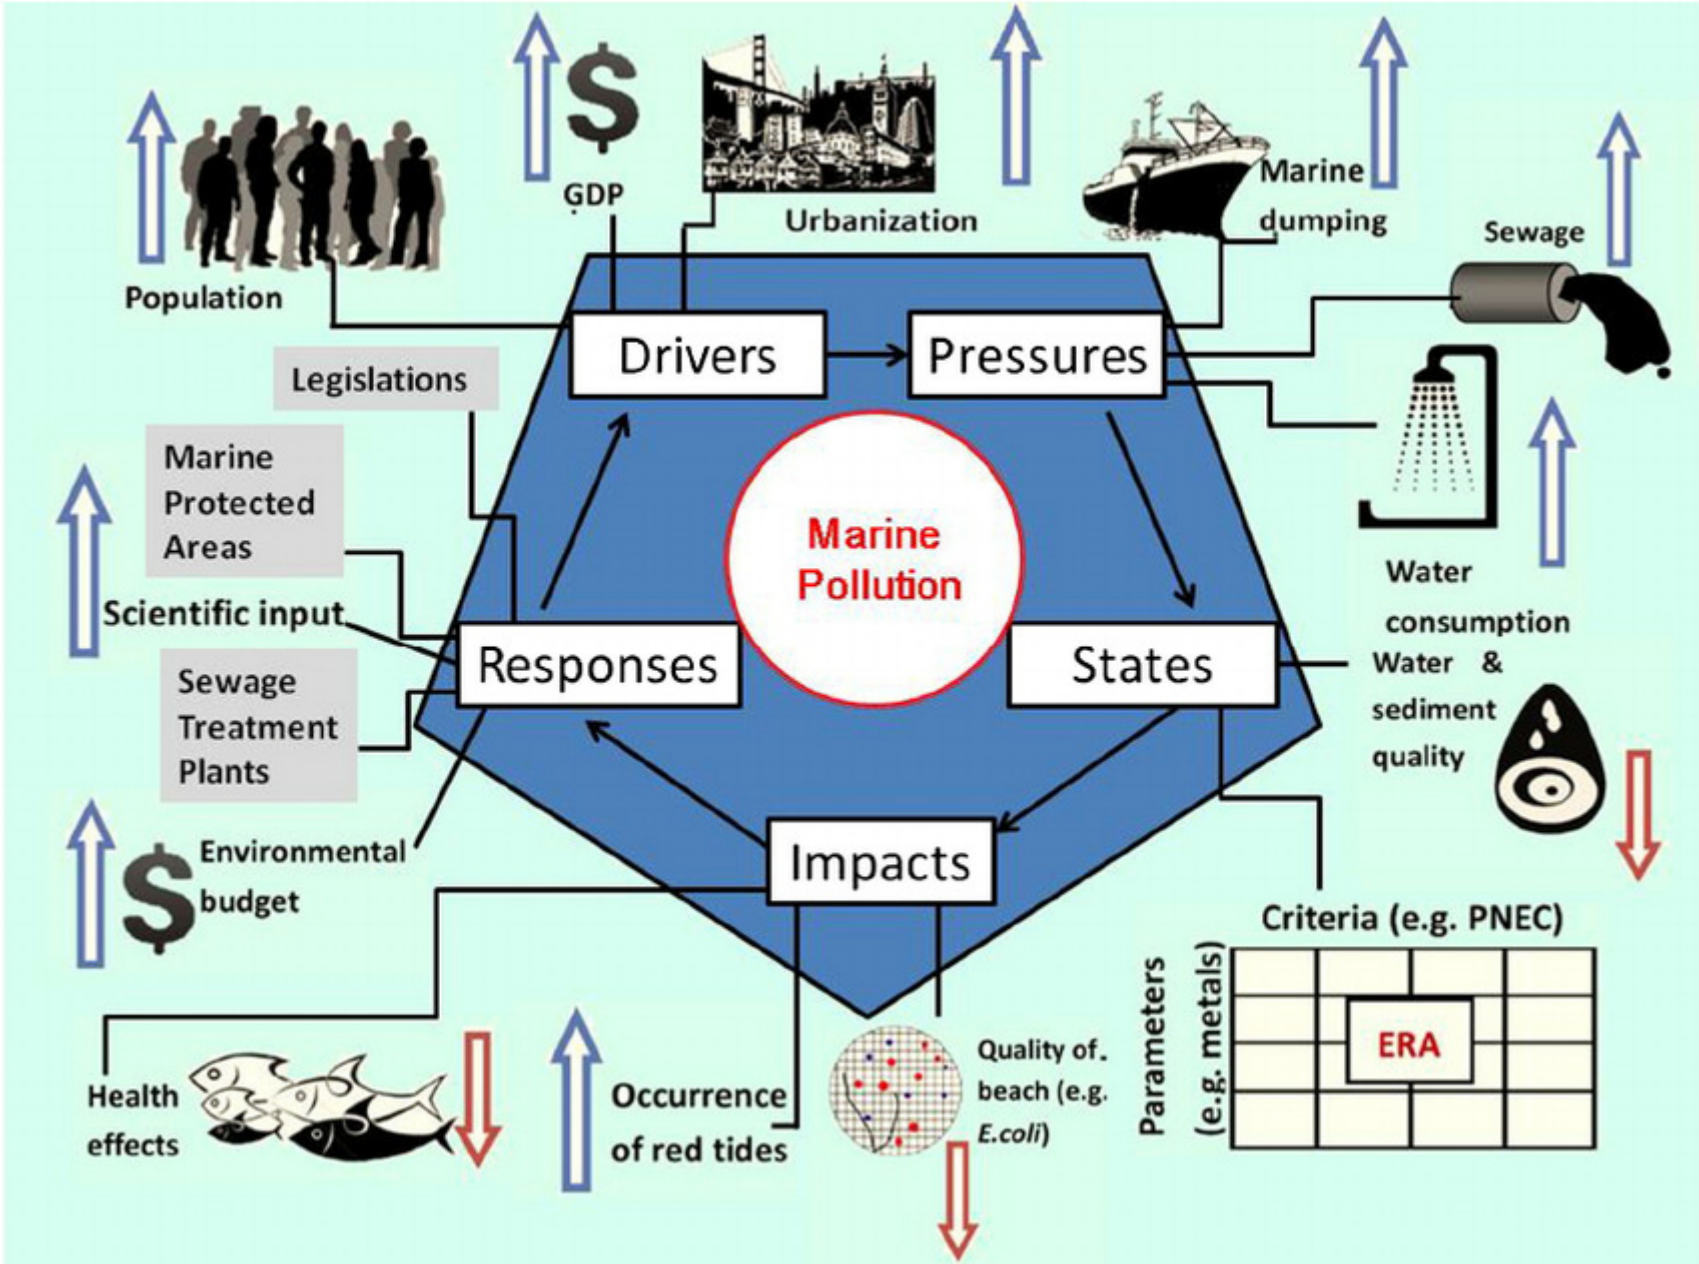 GDP
Urbanization
Marine
dumping
Sewage
Population
Drivers
Pressures
Legislations
Marine
Protected
Areas
Scientific input
Sewage
Treatment
Plants
Marine
Pollution
Responses
States
Water
consumption
Water &
sediment
quality
Environmental
budget
Impacts
Criteria (e.g. PNEC)
Parameters
(e.g. metals)
ERA
Health
effects
Occurrence
of red tides
Quality of.
beach (e.g.
E.coli)